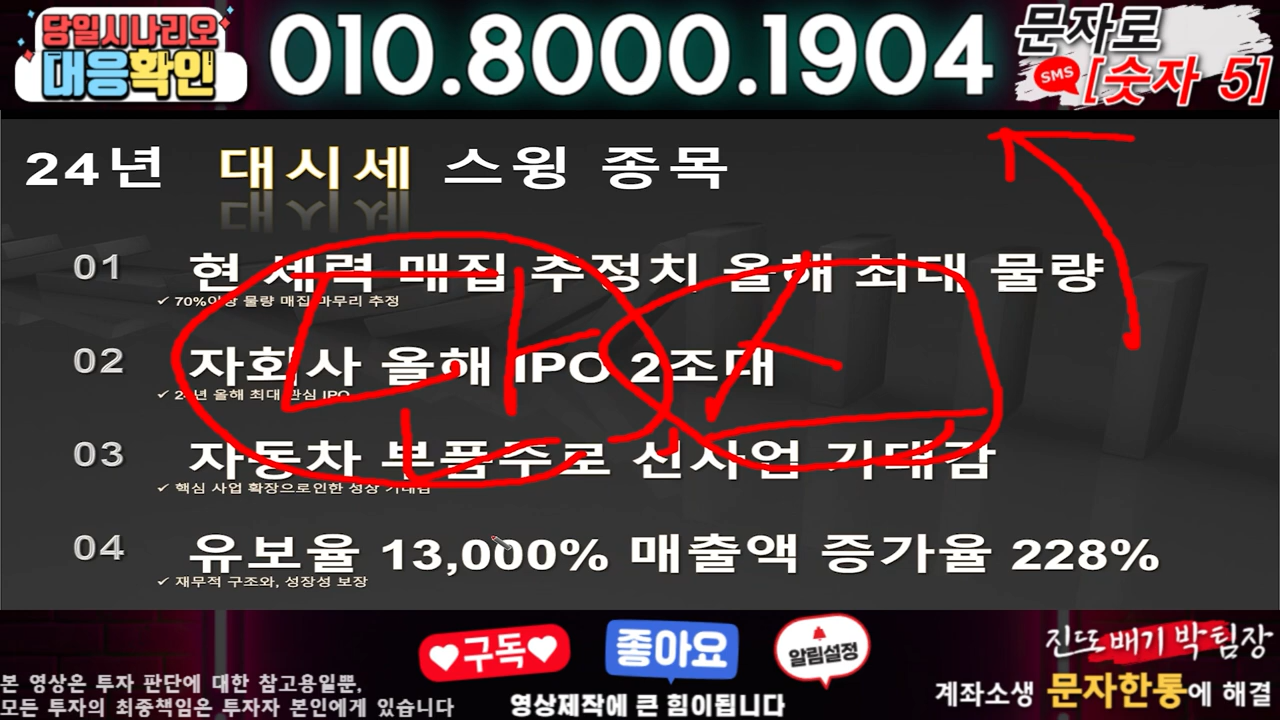 당일시나리오
대응확인
010.8000.1904
문자로
SMS [숫자 5]
24년 대시세 스윙 종목
01 현 세력 매집 추정치 올해 최대 물량
✓ 70%이상 물량 매집 마무리 추정
02 자회사 올해 IPO 2조대
✓ 24년 올해 최대 관심 IPO
03 자동차 부품주로 신사업 기대감
✓ 핵심 사업 확장으로인한 성장 기대감
04 유보율 13,000% 매출액 증가율 228%
✓ 재무적 구조와, 성장성 보장
구독
좋아요
알림설정
영상제작에 큰 힘이됩니다
본 영상은 투자 판단에 대한 참고용일뿐,
모든 투자의 최종책임은 투자자 본인에게 있습니다
진또배기 박팀장
계좌소생 문자한통에 해결